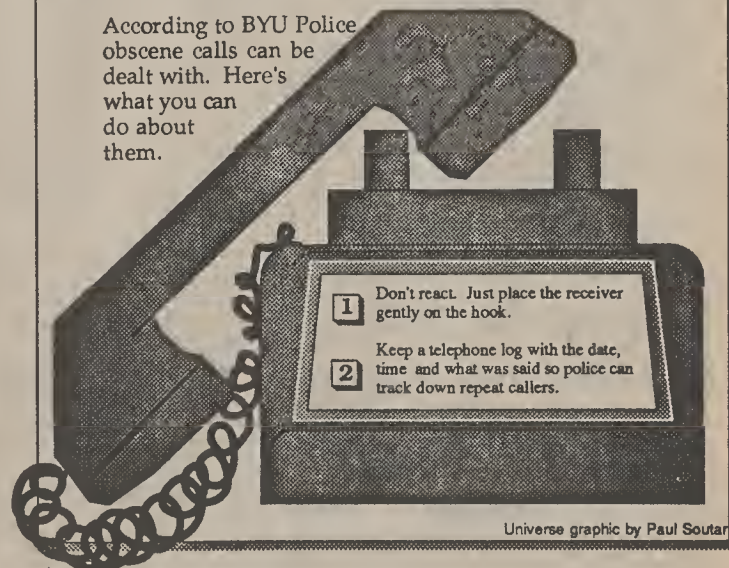 According to BYU Police
obscene calls can be
dealt with. Here's
what you can
do about
them.
1 Don't react. Just place the receiver
gently on the hook.
2 Keep a telephone log with the date,
time and what was said so police can
track down repeat callers.
Universe graphic by Paul Soutar